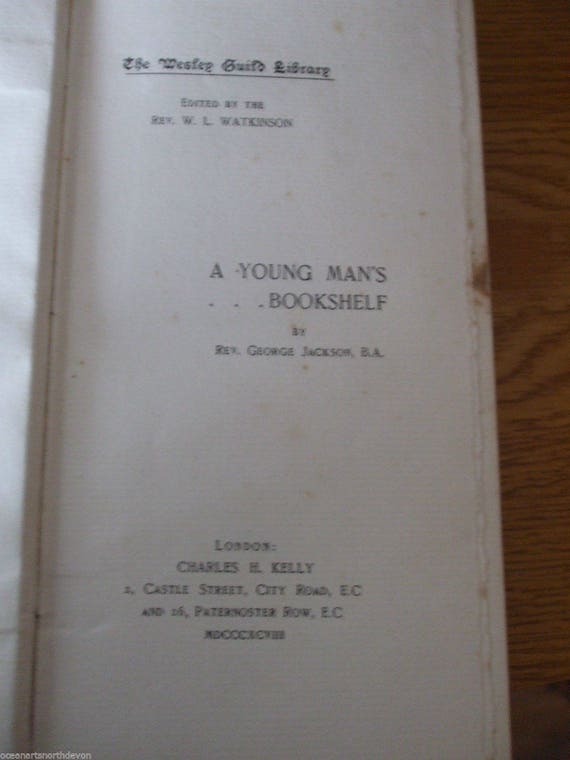 The Wesley Guild Library
EDITED BY THE
REV. W. L. WATKINSON
A YOUNG MAN'S
. . . BOOKSHELF
BY
REV. GEORGE JACKSON, B.A.
LONDON:
CHARLES H. KELLY
2, CASTLE STREET, CITY ROAD, E.C
AND 26, PATERNOSTER ROW, E.C
MDCCCXCVIII
oceanartsnorthdevon